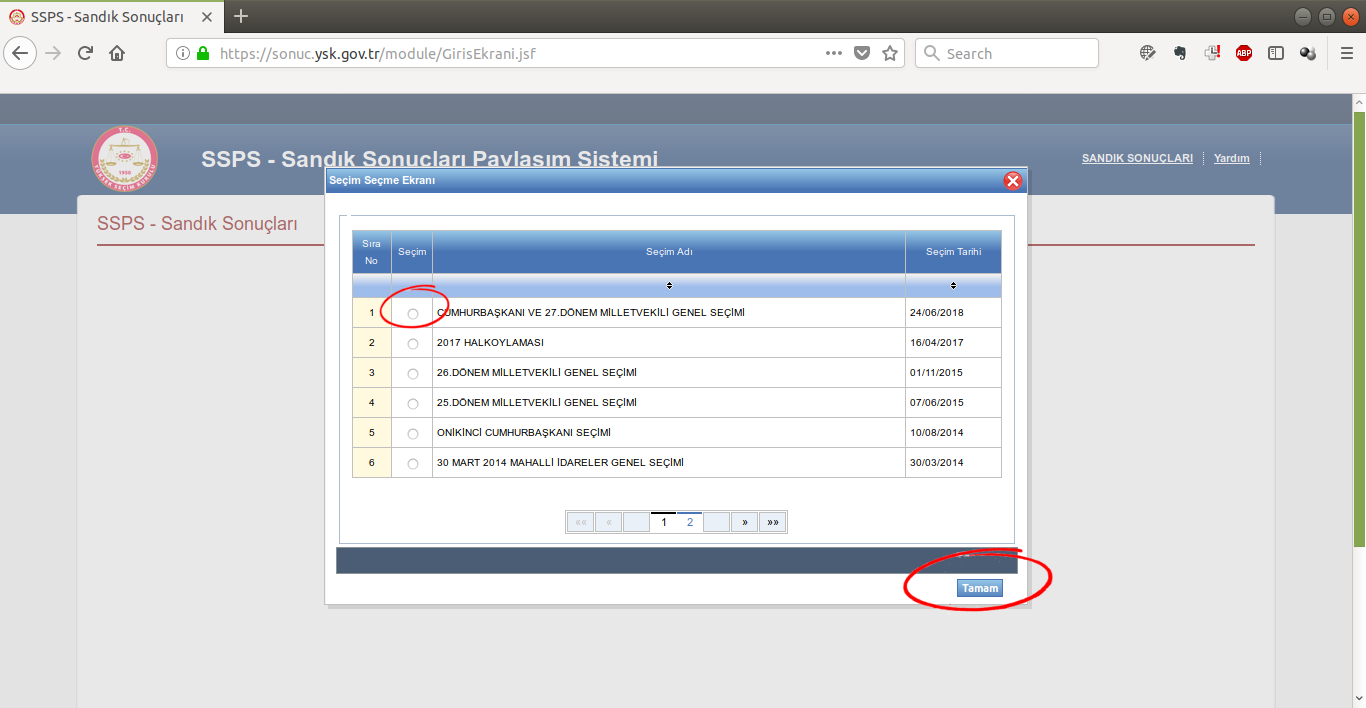 SSPS - Sandık Sonuçları
https://sonuc.ysk.gov.tr/module/GirisEkrani.jsf
Search
ABP
T.C.
YÜKSEK SEÇİM KURULU
1950
SSPS - Sandık Sonuçları Paylaşım Sistemi
SANDIK SONUÇLARI
Yardım
SSPS - Sandık Sonuçları
Seçim Seçme Ekranı
Sıra No Seçim Seçim Adı Seçim Tarihi
1 CUMHURBAŞKANI VE 27.DÖNEM MİLLETVEKİLİ GENEL SEÇİMİ 24/06/2018
2 2017 HALKOYLAMASI 16/04/2017
3 26.DÖNEM MİLLETVEKİLİ GENEL SEÇİMİ 01/11/2015
4 25.DÖNEM MİLLETVEKİLİ GENEL SEÇİMİ 07/06/2015
5 ONİKİNCİ CUMHURBAŞKANI SEÇİMİ 10/08/2014
6 30 MART 2014 MAHALLİ İDARELER GENEL SEÇİMİ 30/03/2014
«« « 1 2 » »»
Tamam